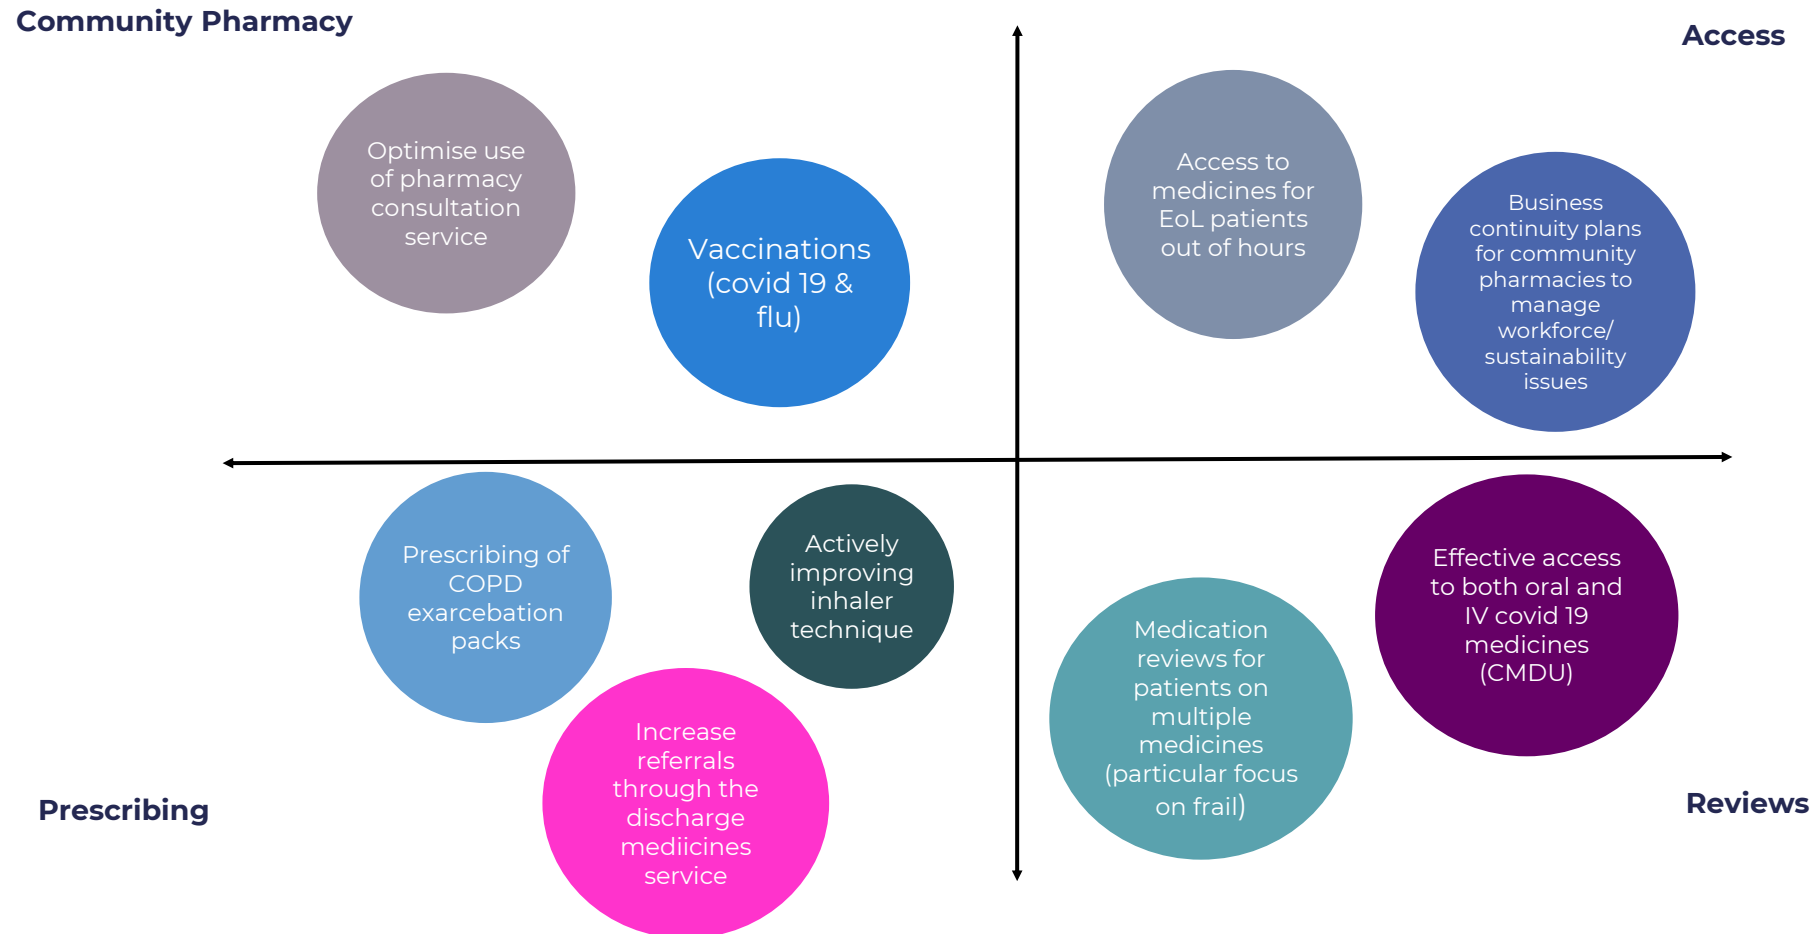 Community Pharmacy
Access
Optimise use
of pharmacy
consultation
service
Vaccinations
(covid 19 &
flu)
Access to
medicines for
EoL patients
out of hours
Business
continuity plans
for community
pharmacies to
manage
workforce/
sustainability
issues
Prescribing of
COPD
exarcebation
packs
Actively
improving
inhaler
technique
Increase
referrals
through the
discharge
mediicines
service
Medication
reviews for
patients on
multiple
medicines
(particular focus
on frail)
Effective access
to both oral and
IV covid 19
medicines
(CMDU)
Prescribing
Reviews